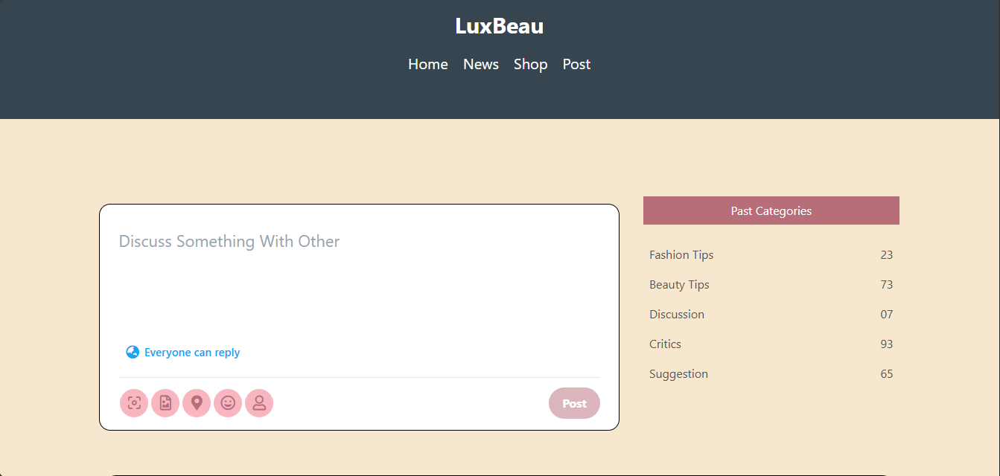 LuxBeau
Home News Shop Post
Discuss Something With Other
Everyone can reply
Post
Past Categories
Fashion Tips 23
Beauty Tips 73
Discussion 07
Critics 93
Suggestion 65